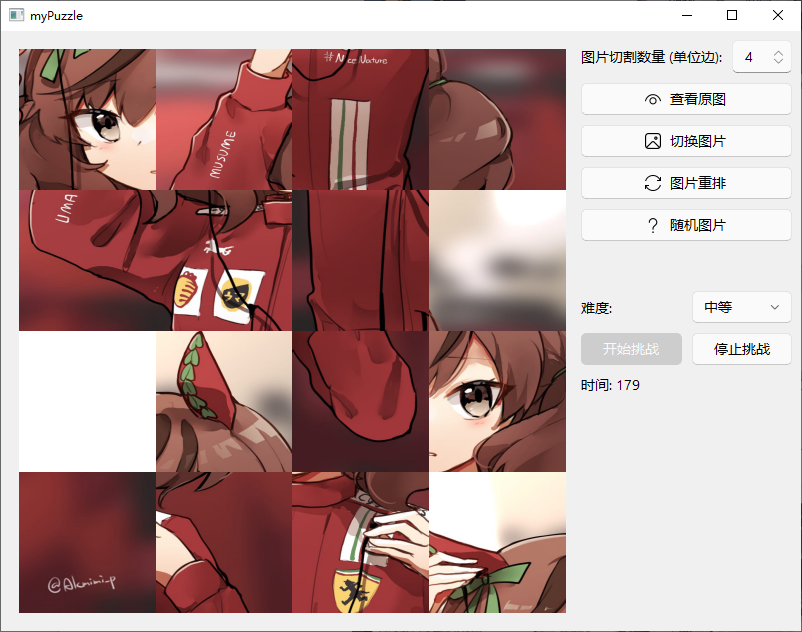 myPuzzle
图片切割数量 (单位边):
4
查看原图
切换图片
图片重排
随机图片
难度:
中等
开始挑战
停止挑战
时间: 179
#NiceNature
MUSUME
UMA